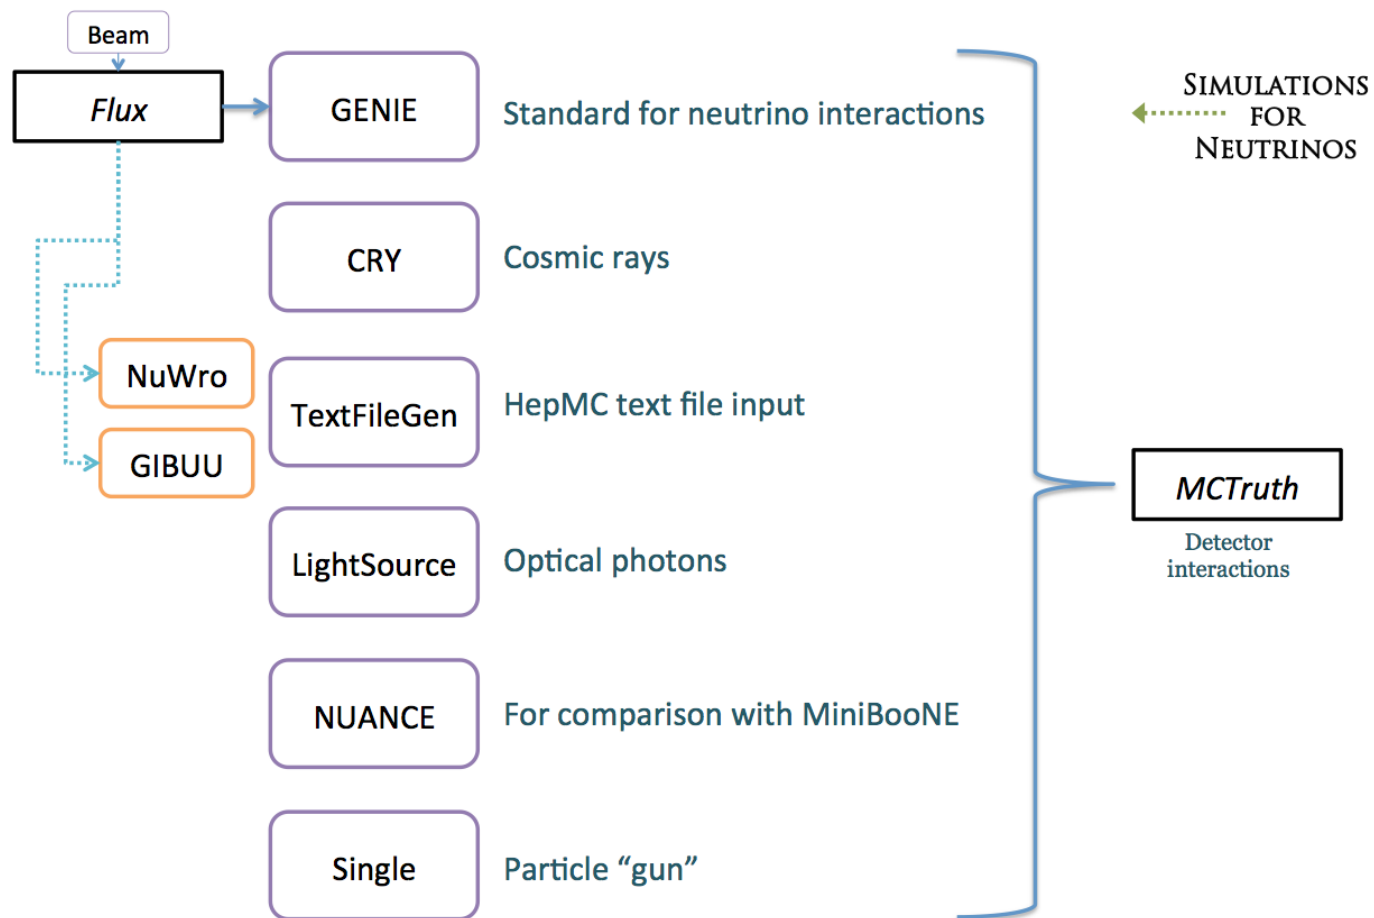 Beam
Flux
GENIE
Standard for neutrino interactions
SIMULATIONS
FOR
NEUTRINOS
CRY
Cosmic rays
NuWro
TextFileGen
HepMC text file input
GIBUU
MCTruth
Detector
interactions
LightSource
Optical photons
NUANCE
For comparison with MiniBooNE
Single
Particle “gun”